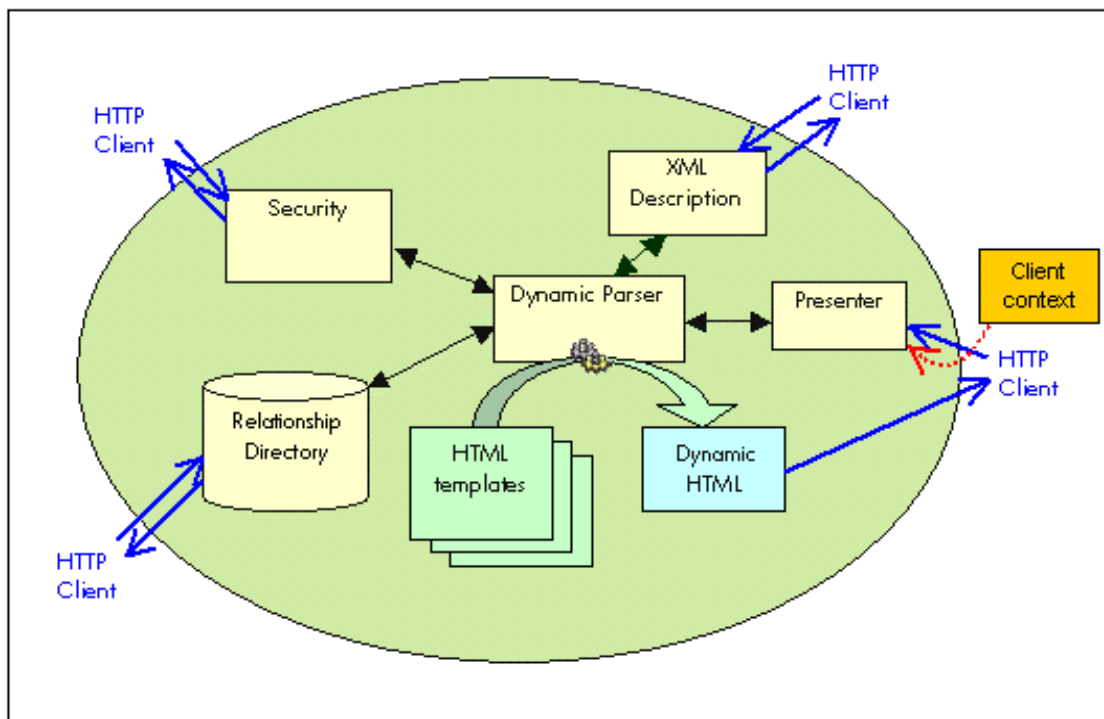 HTTP
Client
HTTP
Client
XML
Description
Security
Client
context
Dynamic Parser
Presenter
HTTP
Client
Relationship
Directory
HTML
templates
Dynamic
HTML
HTTP
Client